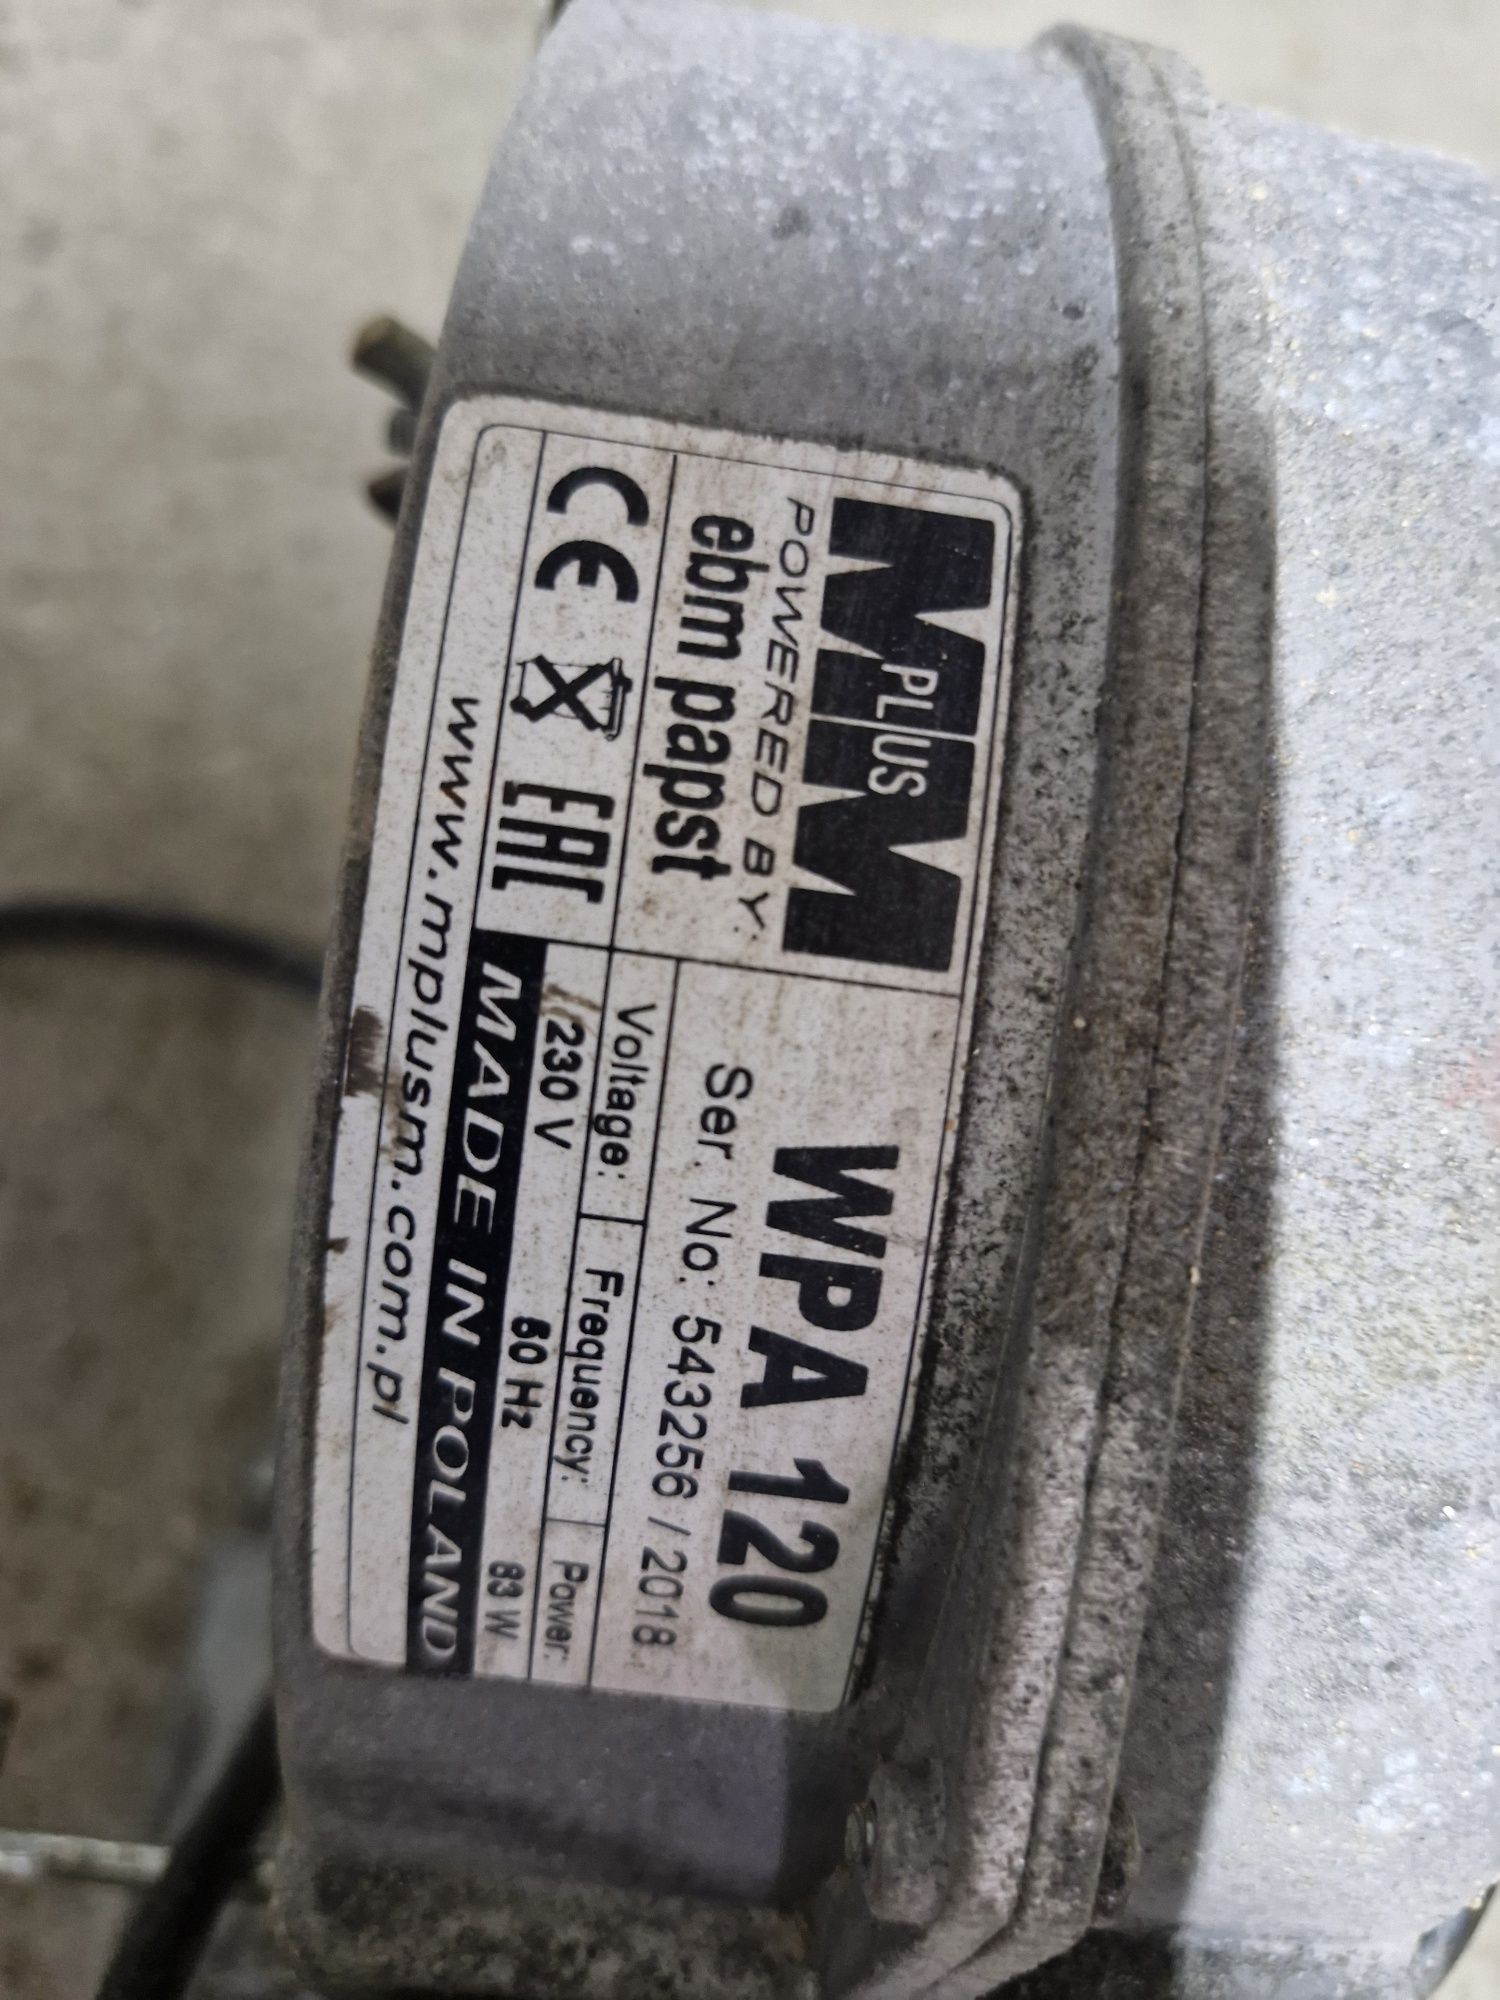 M PLUS M
POWERED BY:
ebm papst
WPA 120
Ser. No: 543256 / 2018
Voltage: Frequency: Power:
230 V 50 Hz 83 W
CE EAC
MADE IN POLAND
www.mplusm.com.pl